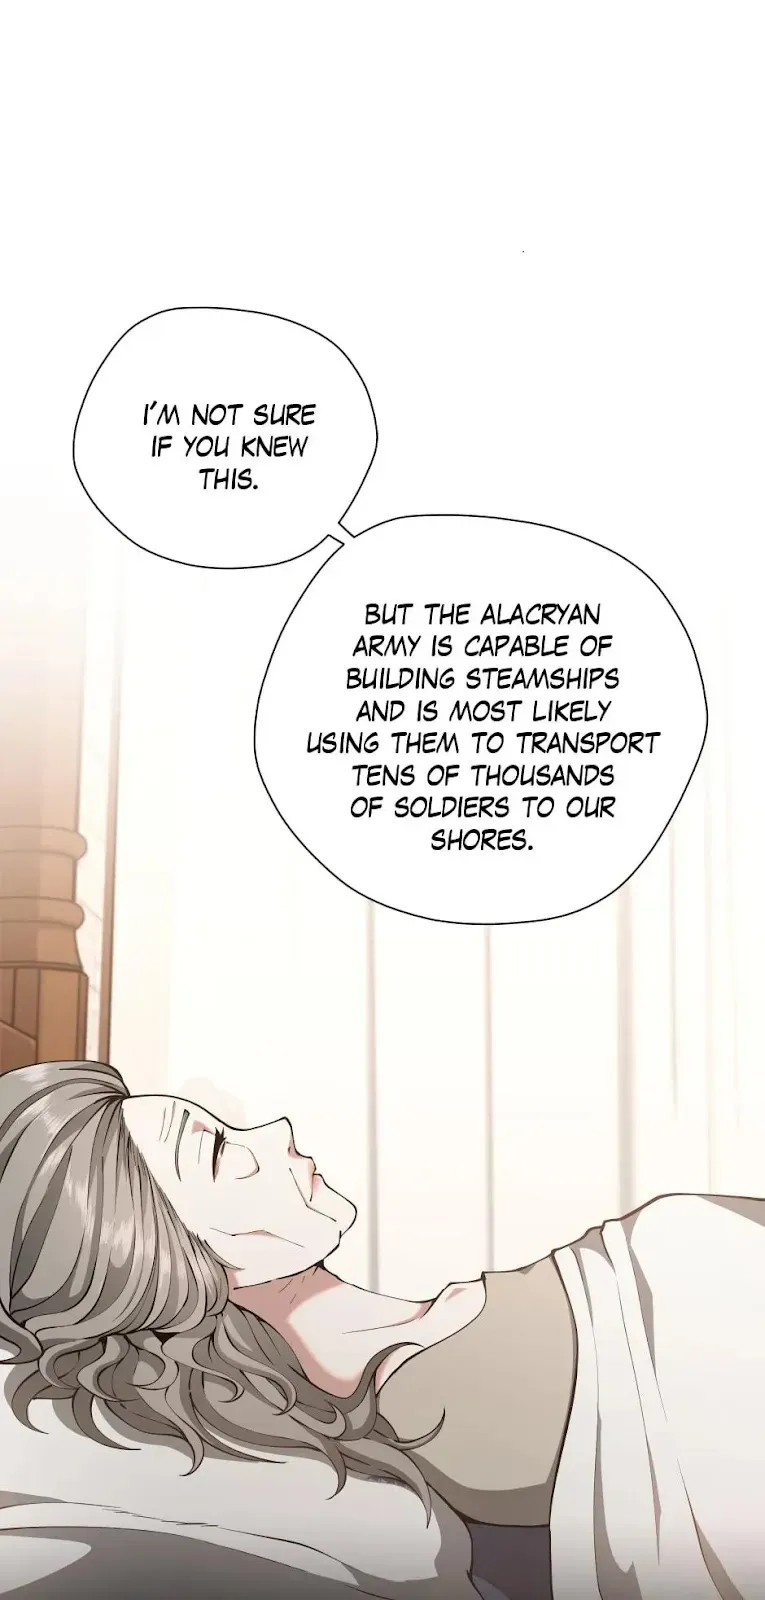 I'M NOT SURE
IF YOU KNEW
THIS.
BUT THE ALACRYAN
ARMY IS CAPABLE OF
BUILDING STEAMSHIPS
AND IS MOST LIKELY
USING THEM TO TRANSPORT
TENS OF THOUSANDS
OF SOLDIERS TO OUR
SHORES.